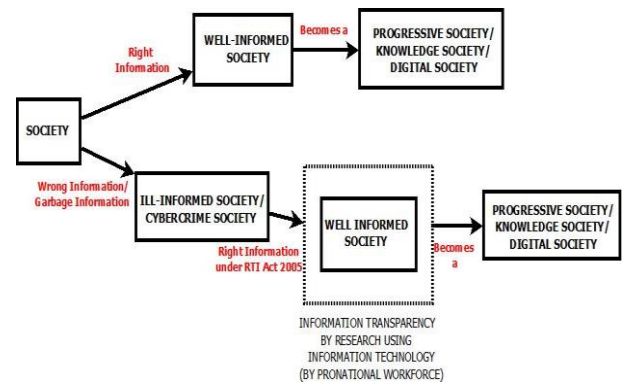 Becomes a
WELL-INFORMED
SOCIETY
PROGRESSIVE SOCIETY/
KNOWLEDGE SOCIETY/
DIGITAL SOCIETY
Right
Information
SOCIETY
Wrong Information/
Garbage Information
ILL-INFORMED SOCIETY/
CYBERCRIME SOCIETY
Right Information
under RTI Act 2005
WELL INFORMED
SOCIETY
Becomes
a
PROGRESSIVE SOCIETY/
KNOWLEDGE SOCIETY/
DIGITAL SOCIETY
INFORMATION TRANSPARENCY
BY RESEARCH USING
INFORMATION TECHNOLOGY
(BY PRONATIONAL WORKFORCE)